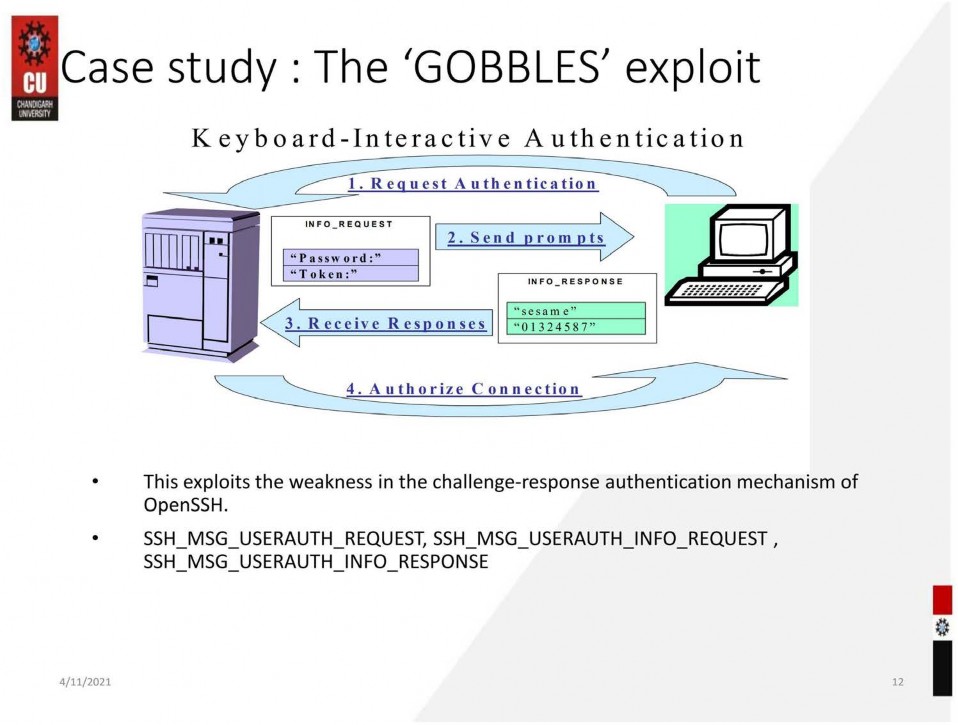 CU
CHANDIGARH
UNIVERSITY
Case study : The ‘GOBBLES’ exploit
Keyboard-Interactive Authentication
1. Request Authentication
INFO_REQUEST
“Password:”
“Token:”
2. Send prompts
INFO_RESPONSE
“sesame”
“01324587”
3. Receive Responses
4. Authorize Connection
• This exploits the weakness in the challenge-response authentication mechanism of
OpenSSH.
• SSH_MSG_USERAUTH_REQUEST, SSH_MSG_USERAUTH_INFO_REQUEST ,
SSH_MSG_USERAUTH_INFO_RESPONSE
4/11/2021
12